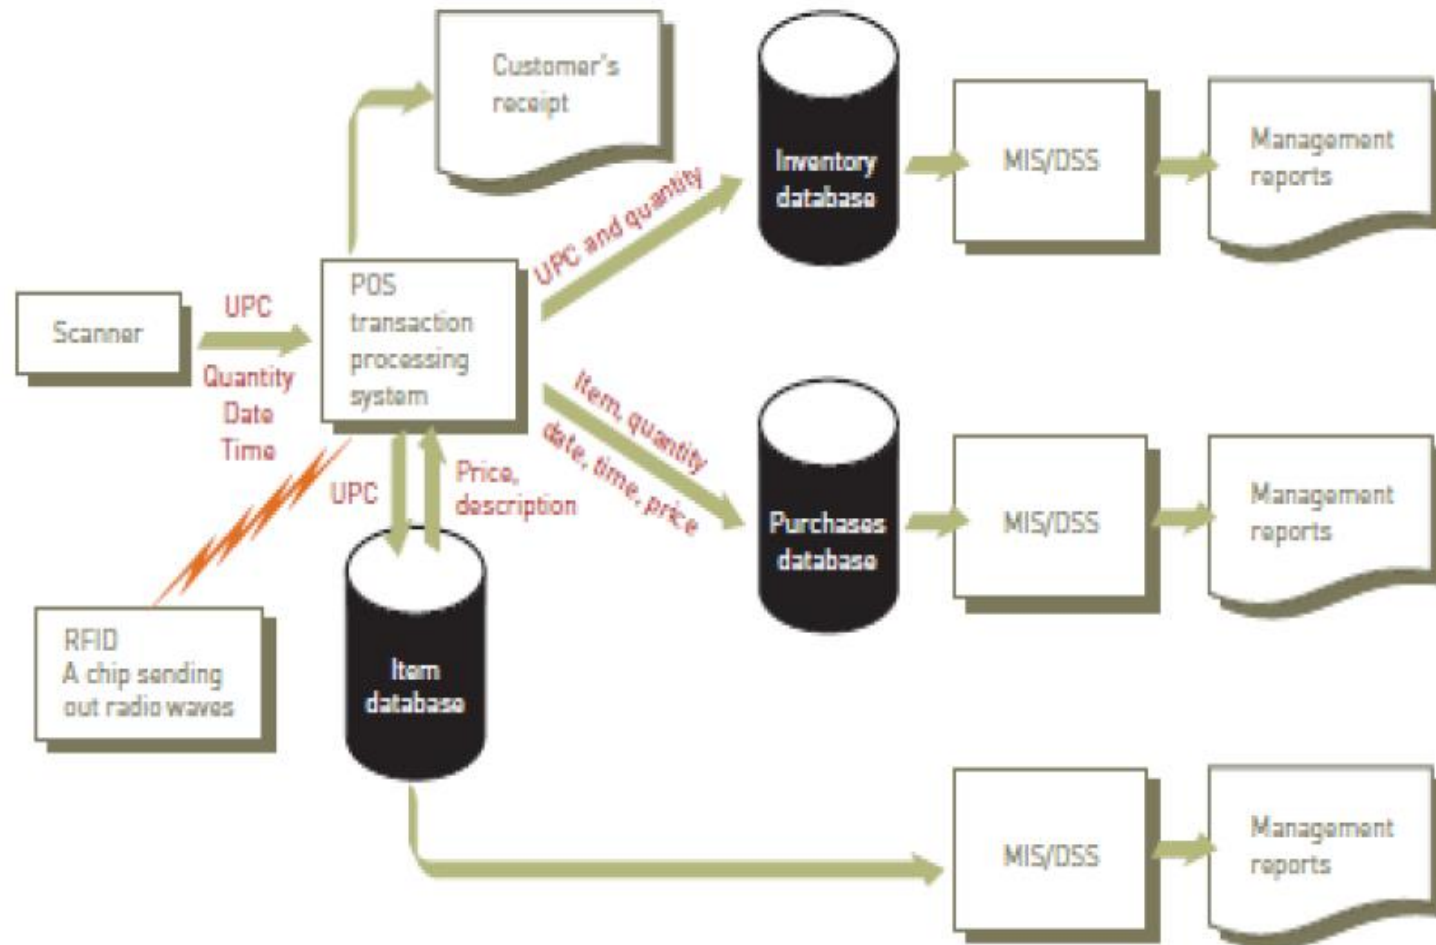 Customer's
receipt
Inventory
database
MIS/DSS
Management
reports
UPC and quantity
Scanner
UPC
Quantity
Date
Time
POS
transaction
processing
system
Item, quantity
date, time, price
UPC
Price,
description
Purchases
database
MIS/DSS
Management
reports
RFID
A chip sending
out radio waves
Item
database
MIS/DSS
Management
reports